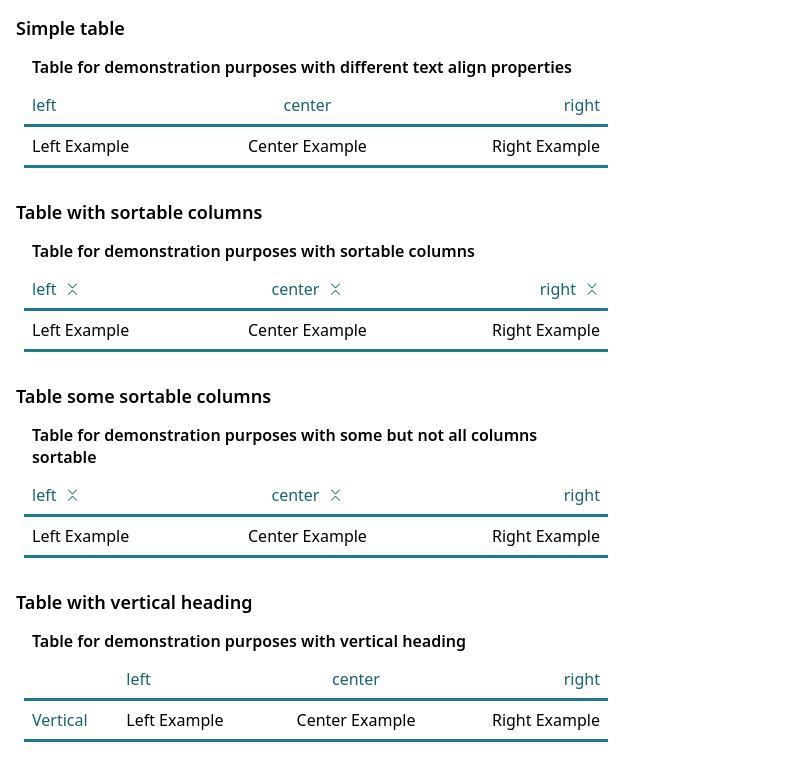 Simple table
Table for demonstration purposes with different text align properties
left center right
Left Example Center Example Right Example
Table with sortable columns
Table for demonstration purposes with sortable columns
left center right
Left Example Center Example Right Example
Table some sortable columns
Table for demonstration purposes with some but not all columns
sortable
left center right
Left Example Center Example Right Example
Table with vertical heading
Table for demonstration purposes with vertical heading
left center right
Vertical Left Example Center Example Right Example